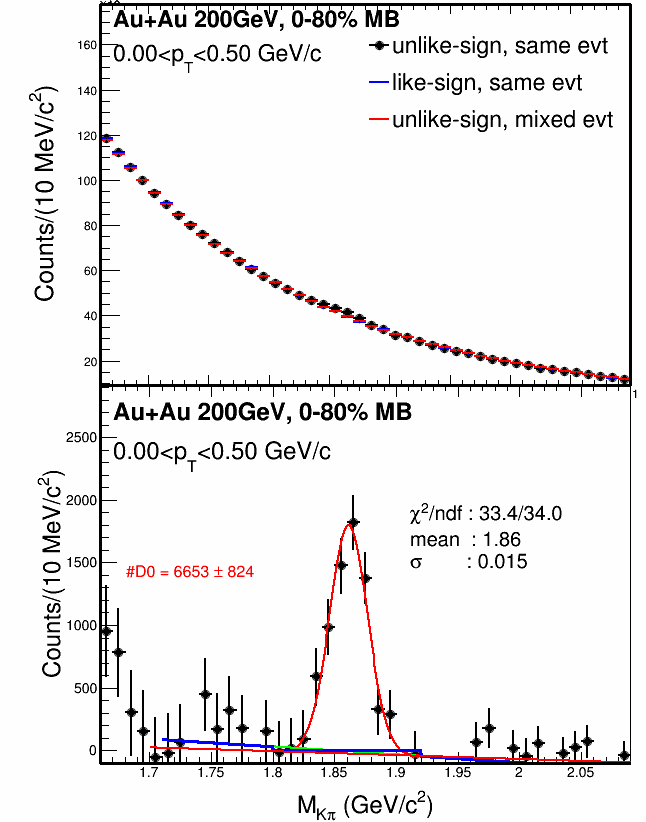 Au+Au 200GeV, 0-80% MB
0.00<p_T<0.50 GeV/c
unlike-sign, same evt
like-sign, same evt
unlike-sign, mixed evt
Counts/(10 MeV/c²)
160
140
120
100
80
60
40
20
1
Au+Au 200GeV, 0-80% MB
0.00<p_T<0.50 GeV/c
χ²/ndf : 33.4/34.0
mean : 1.86
σ : 0.015
#D0 = 6653 ± 824
Counts/(10 MeV/c²)
2500
2000
1500
1000
500
0
1.7 1.75 1.8 1.85 1.9 1.95 2 2.05
M_Kπ (GeV/c²)